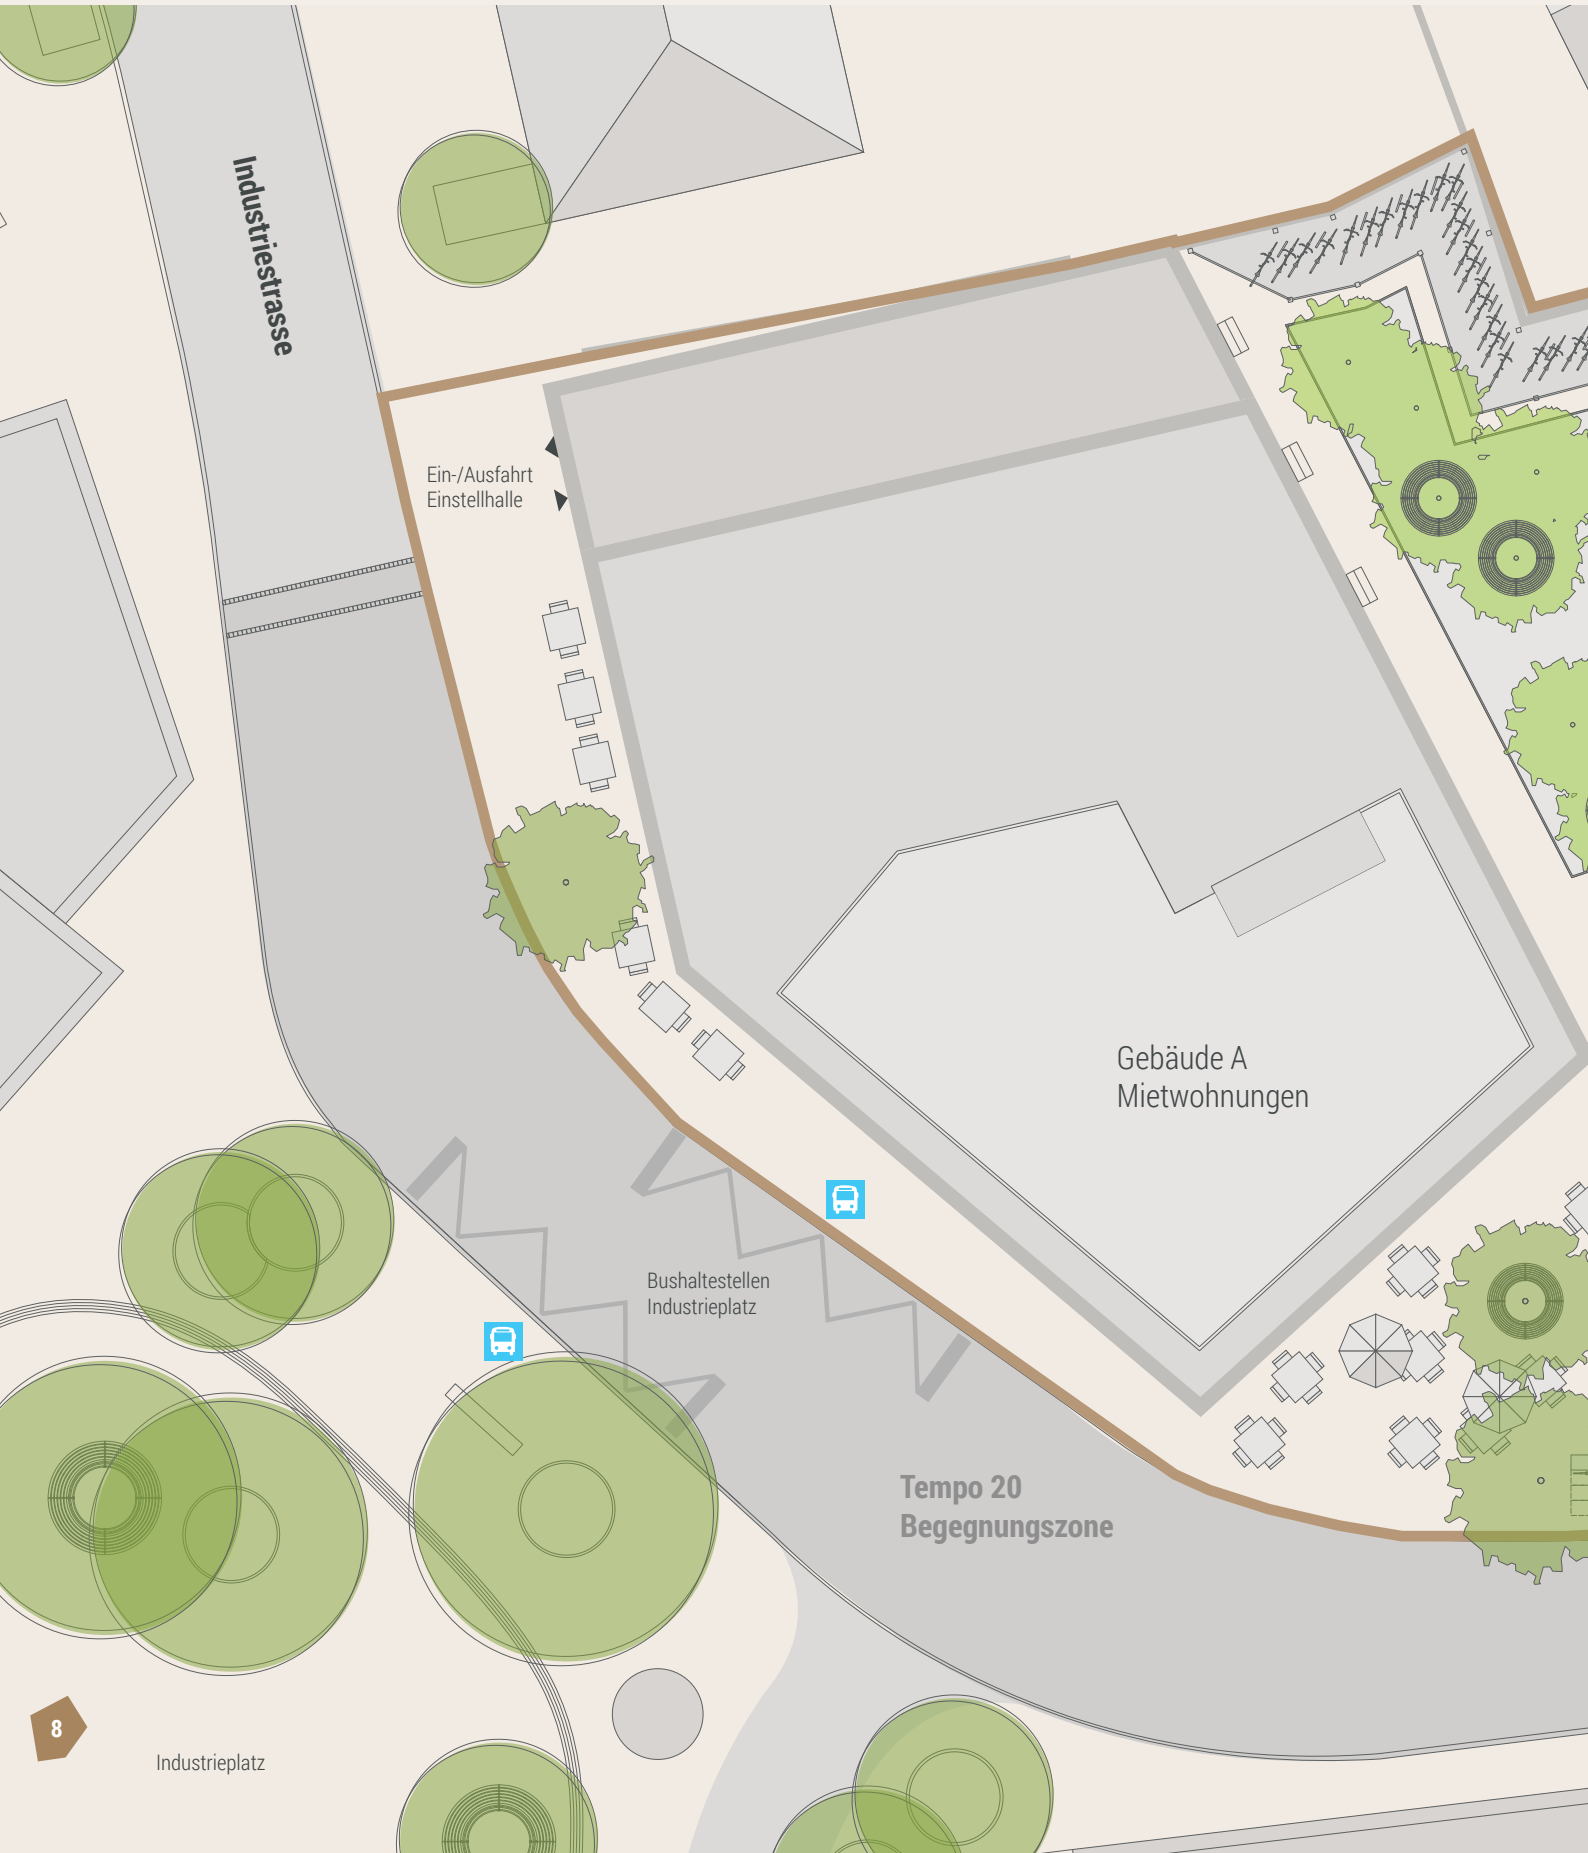 Industriestrasse
Ein-/Ausfahrt
Einstellhalle
Gebäude A
Mietwohnungen
Bushaltestellen
Industrieplatz
Tempo 20
Begegnungszone
8
Industrieplatz